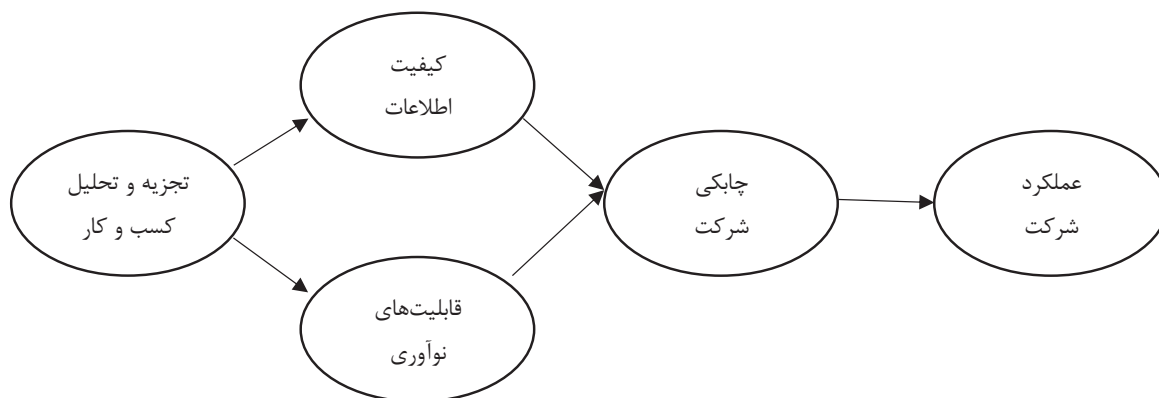 کیفیت
اطلاعات
تجزیه و تحلیل
کسب و کار
قابلیت‌های
نوآوری
چابکی
شرکت
عملکرد
شرکت